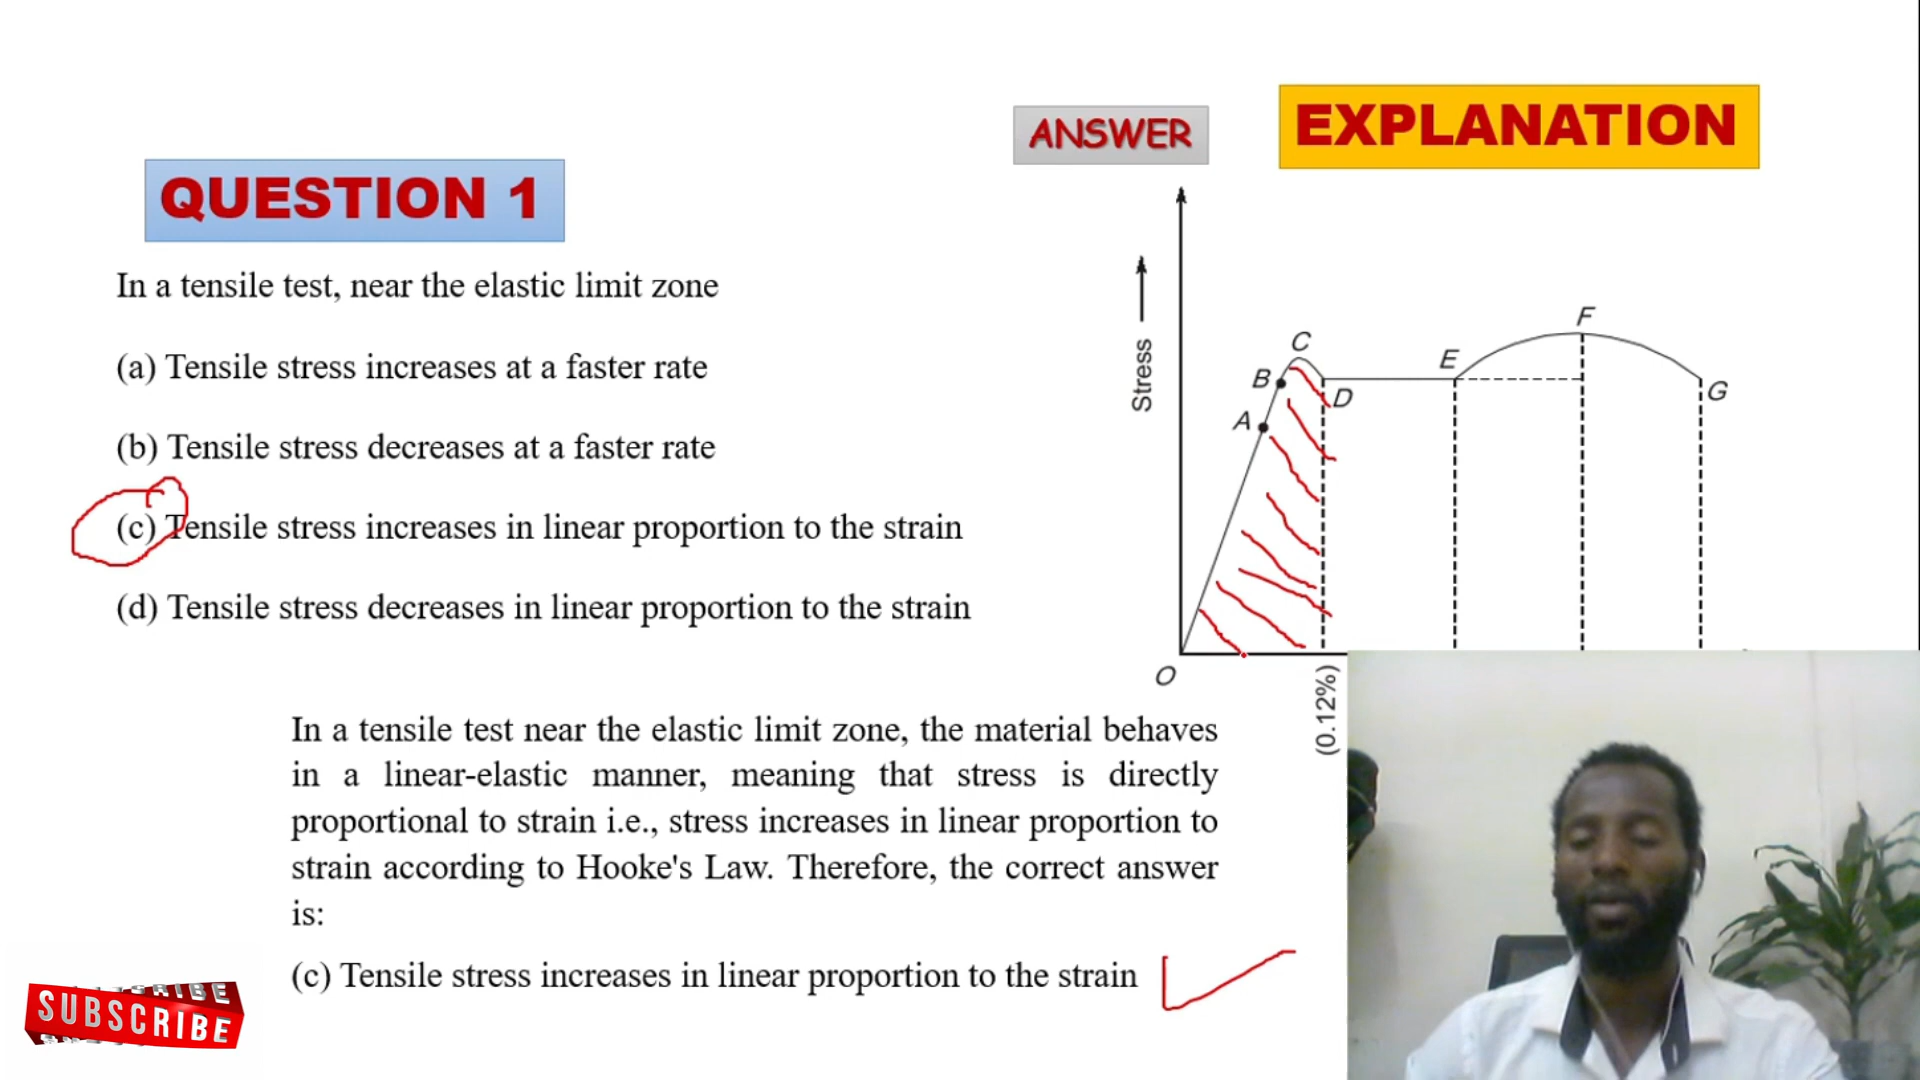 ANSWER
EXPLANATION
QUESTION 1
In a tensile test, near the elastic limit zone
(a) Tensile stress increases at a faster rate
(b) Tensile stress decreases at a faster rate
(c) Tensile stress increases in linear proportion to the strain
(d) Tensile stress decreases in linear proportion to the strain
Stress
F
C
E
B
D
G
A
O
(0.12%)
In a tensile test near the elastic limit zone, the material behaves
in a linear-elastic manner, meaning that stress is directly
proportional to strain i.e., stress increases in linear proportion to
strain according to Hooke's Law. Therefore, the correct answer
is:
(c) Tensile stress increases in linear proportion to the strain
SUBSCRIBE